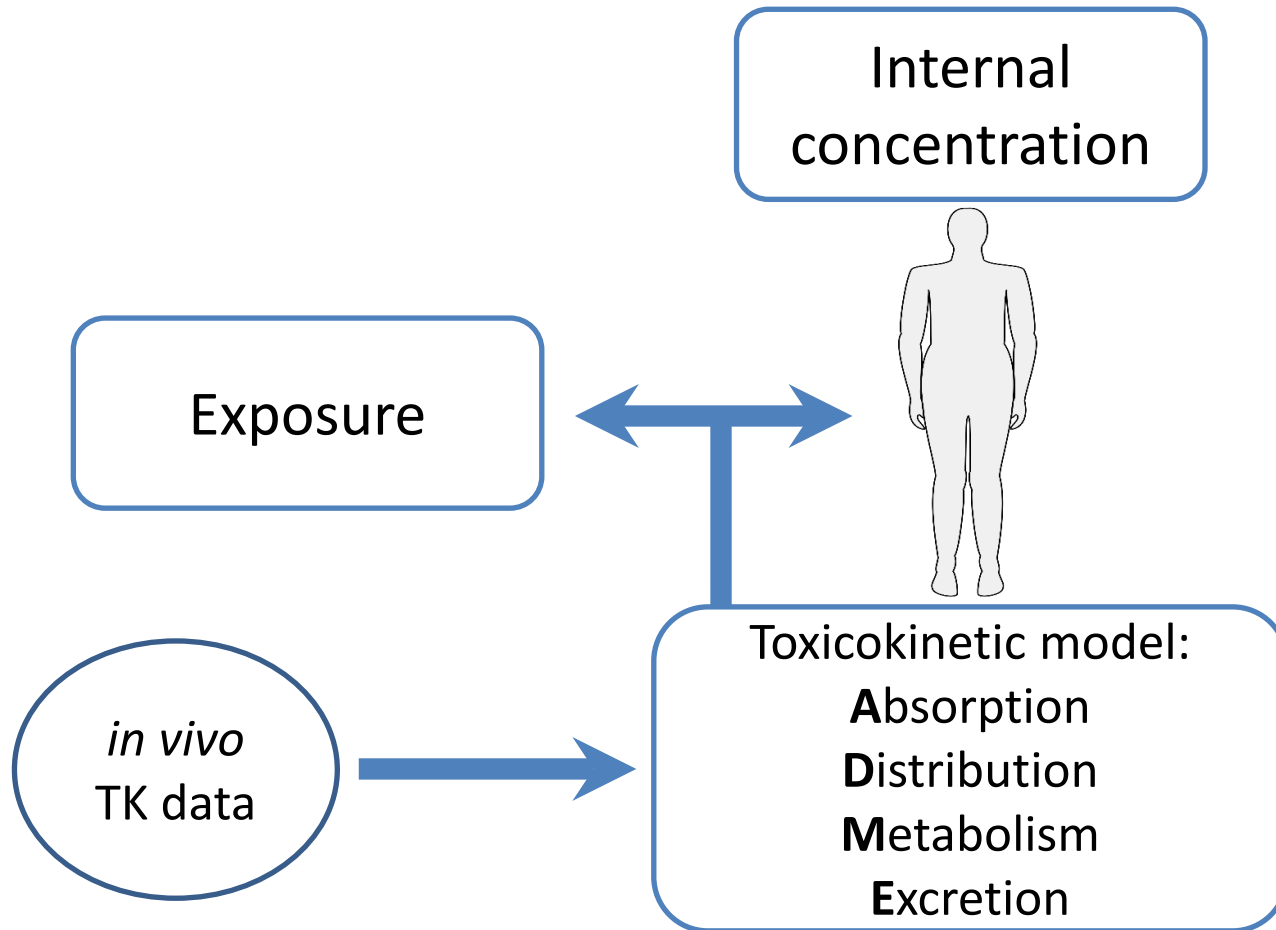 Internal
concentration
Exposure
in vivo
TK data
Toxicokinetic model:
Absorption
Distribution
Metabolism
Excretion